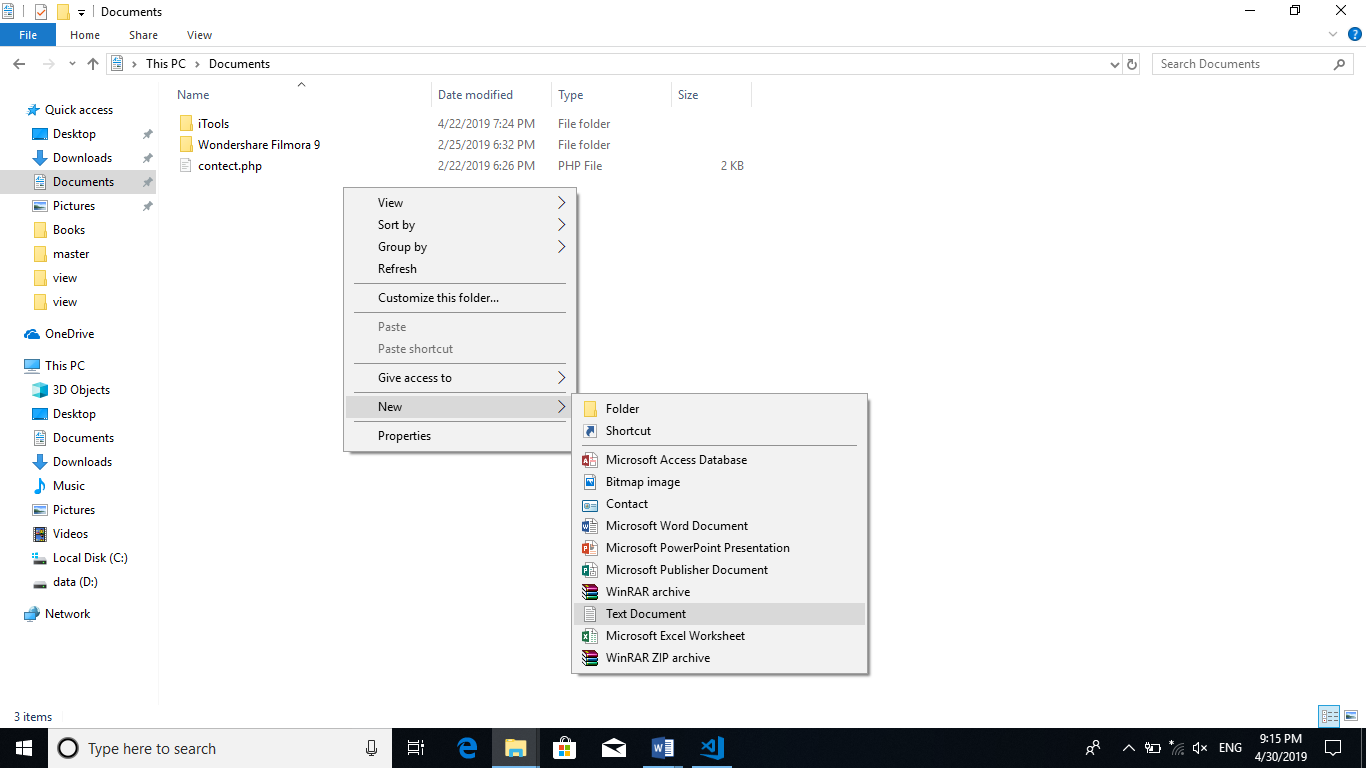 Documents
File Home Share View
This PC Documents
Search Documents
Name Date modified Type Size
iTools 4/22/2019 7:24 PM File folder
Wondershare Filmora 9 2/25/2019 6:32 PM File folder
contect.php 2/22/2019 6:26 PM PHP File 2 KB
Quick access
Desktop
Downloads
Documents
Pictures
Books
master
view
view
OneDrive
This PC
3D Objects
Desktop
Documents
Downloads
Music
Pictures
Videos
Local Disk (C:)
data (D:)
Network
View
Sort by
Group by
Refresh
Customize this folder...
Paste
Paste shortcut
Give access to
New
Properties
Folder
Shortcut
Microsoft Access Database
Bitmap image
Contact
Microsoft Word Document
Microsoft PowerPoint Presentation
Microsoft Publisher Document
WinRAR archive
Text Document
Microsoft Excel Worksheet
WinRAR ZIP archive
3 items
Type here to search
ENG
9:15 PM
4/30/2019